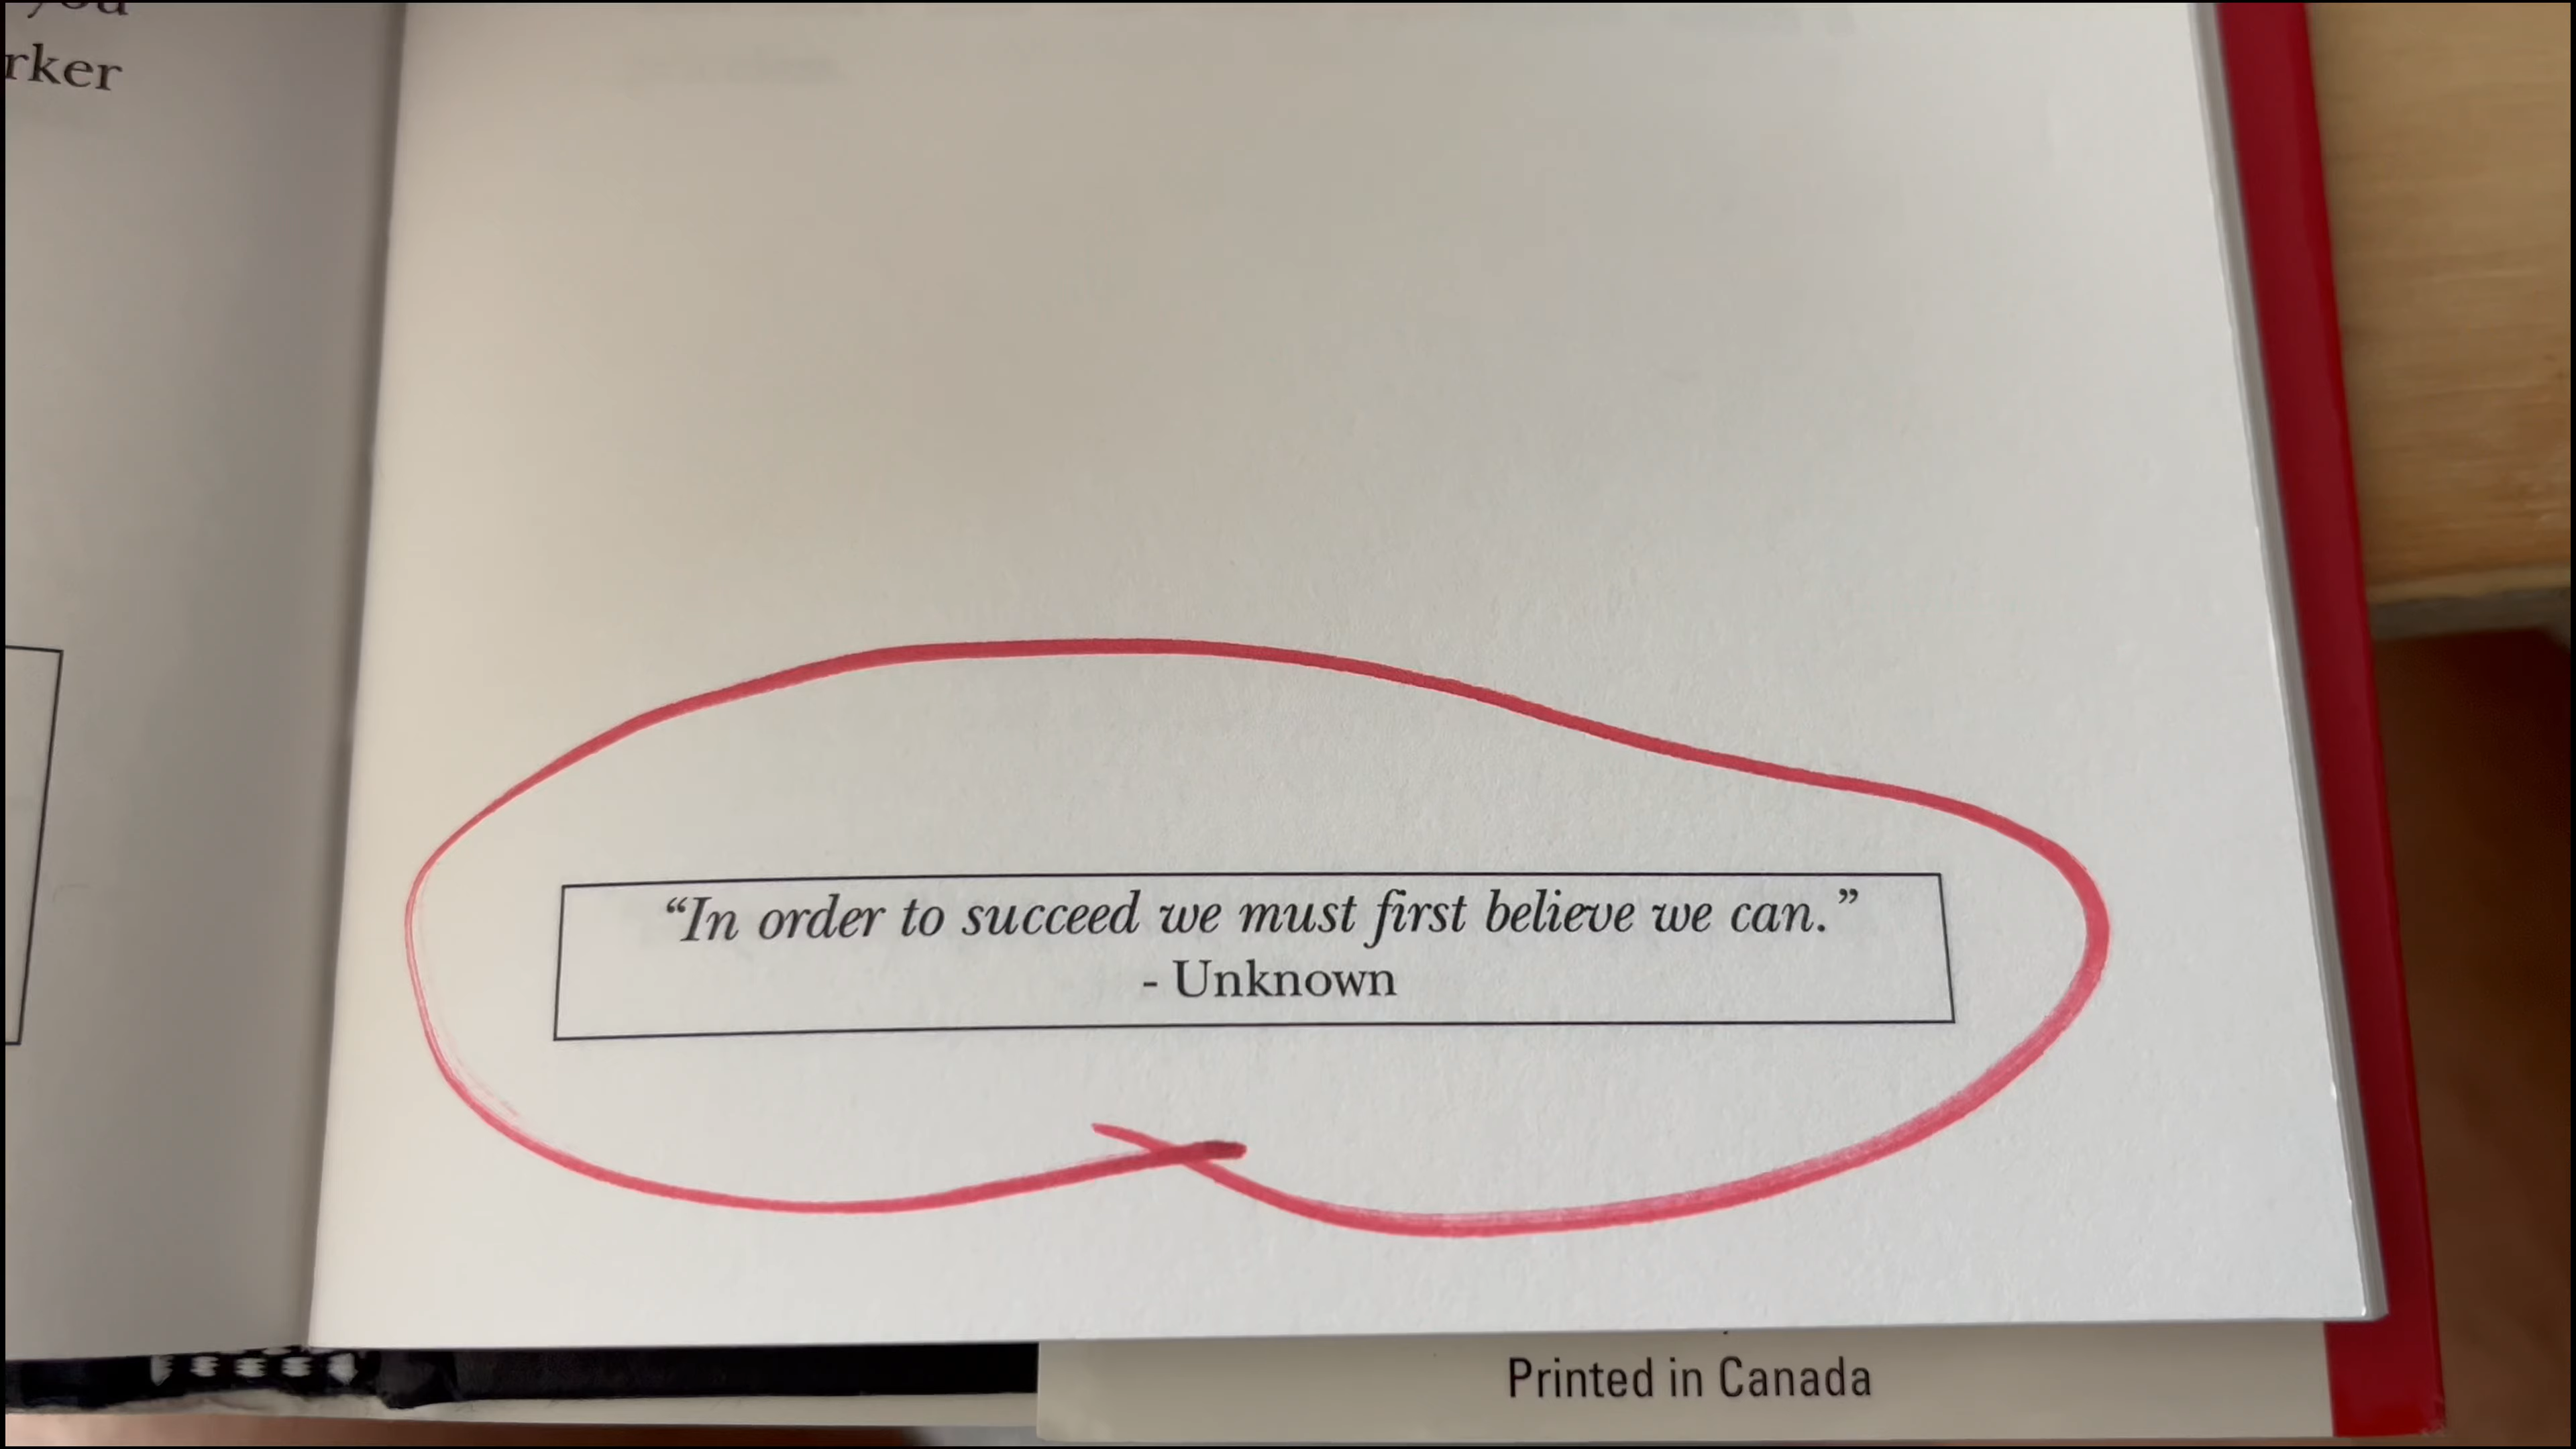 rker
“In order to succeed we must first believe we can.”
- Unknown
Printed in Canada